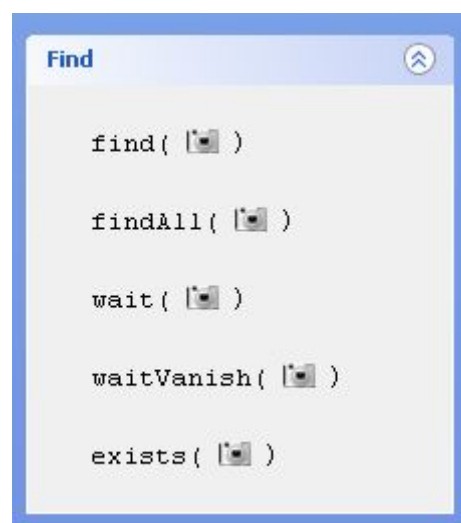 Find
find( )
findAll( )
wait( )
waitVanish( )
exists( )